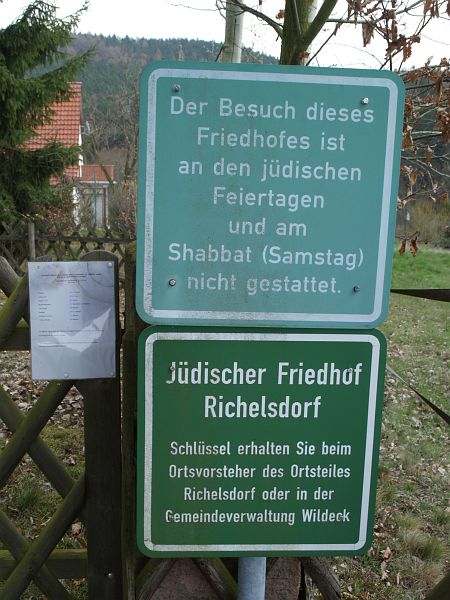 Der Besuch dieses
Friedhofes ist
an den jüdischen
Feiertagen
und am
Shabbat (Samstag)
nicht gestattet.
Jüdischer Friedhof
Richelsdorf
Schlüssel erhalten Sie beim
Ortsvorsteher des Ortsteiles
Richelsdorf oder in der
Gemeindeverwaltung Wildeck